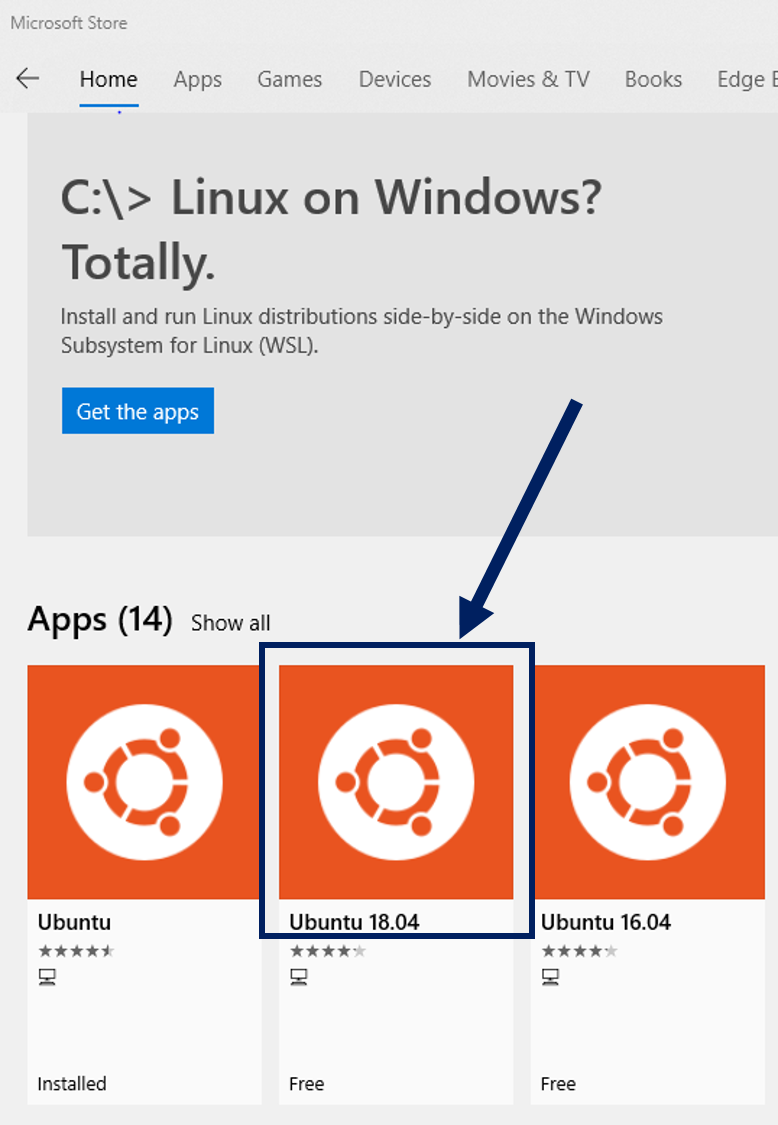 Microsoft Store
Home Apps Games Devices Movies & TV Books Edge E
C:\> Linux on Windows?
Totally.
Install and run Linux distributions side-by-side on the Windows
Subsystem for Linux (WSL).
Get the apps
Apps (14) Show all
Ubuntu Ubuntu 18.04 Ubuntu 16.04
Installed Free Free